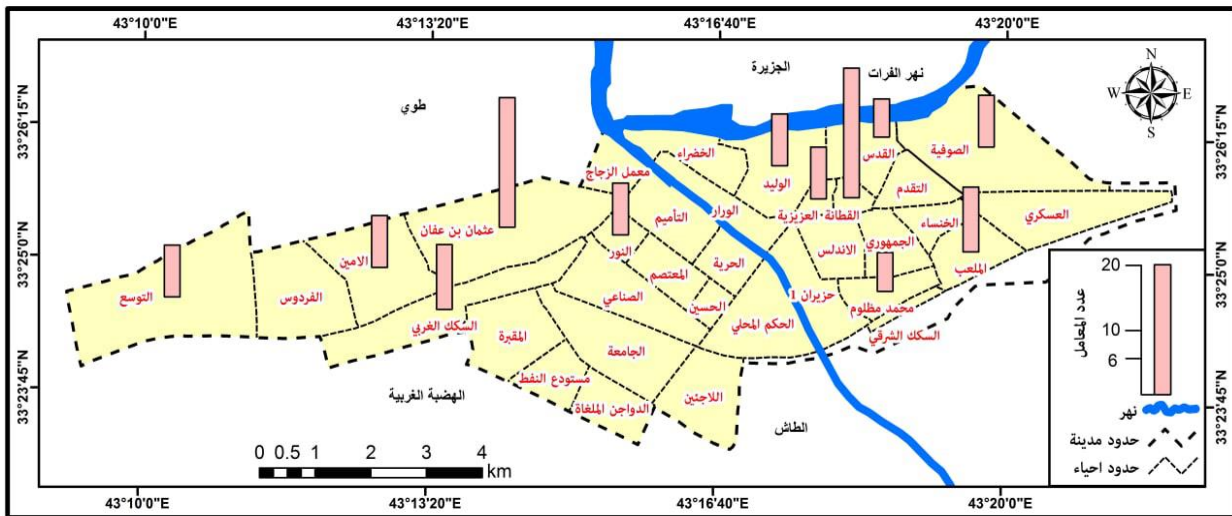 43°10'0"E 43°13'20"E 43°16'40"E 43°20'0"E
33°26'15"N
33°25'0"N
33°23'45"N
33°26'15"N
33°25'0"N
33°23'45"N
N
W E
S
الجزيرة
نهر الفرات
طوي
الصوفية
القدس
الخضراء
معمل الزجاج
الوليد
التقدم
العسكري
الخنساء
القطانة
العزيزية
الورار
التأميم
عثمان بن عفان
الجمهوري
الاندلس
النور
الامين
الحرية
المعتصم
الملعب
حزيران 1
الصناعي
الحسين
الفردوس
التوسع
محمد مظلوم
الحكم المحلي
السكك الغربي
السكك الشرقي
المقبرة
الجامعة
مستودع النفط
اللاجئين
الدواجن الملغاة
الهضبة الغربية
الطاش
20
10
6
عدد المعامل
نهر
حدود مدينة
حدود احياء
0 0.5 1 2 3 4
km
43°10'0"E 43°13'20"E 43°16'40"E 43°20'0"E